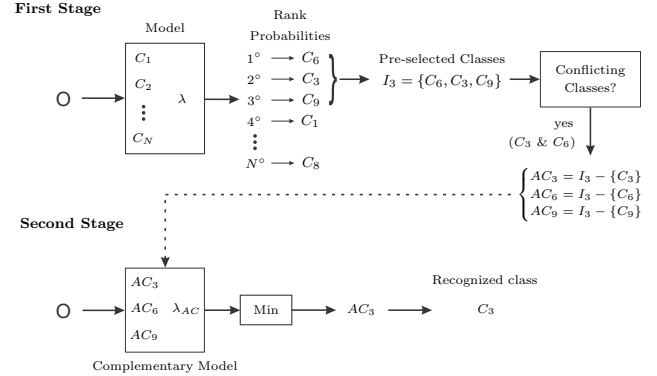 First Stage
Model
Rank
Probabilities
O
C₁
C₂
⋮
C_N
λ
1° → C₆
2° → C₃
3° → C₉
4° → C₁
⋮
N° → C₈
Pre-selected Classes
I₃ = {C₆, C₃, C₉}
Conflicting
Classes?
yes
(C₃ & C₆)
AC₃ = I₃ − {C₃}
AC₆ = I₃ − {C₆}
AC₉ = I₃ − {C₉}
Second Stage
O
AC₃
AC₆
AC₉
λ_AC
Complementary Model
Min
AC₃
Recognized class
C₃